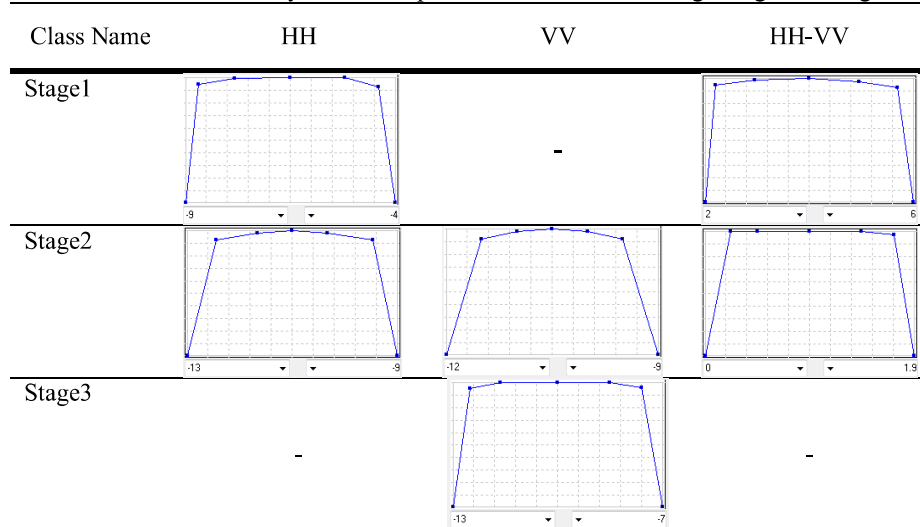 Class Name HH VV HH-VV
Stage1 - 
-9 -4 2 6
Stage2
-13 -9 -12 -9 0 1.9
Stage3
- -
-13 -7